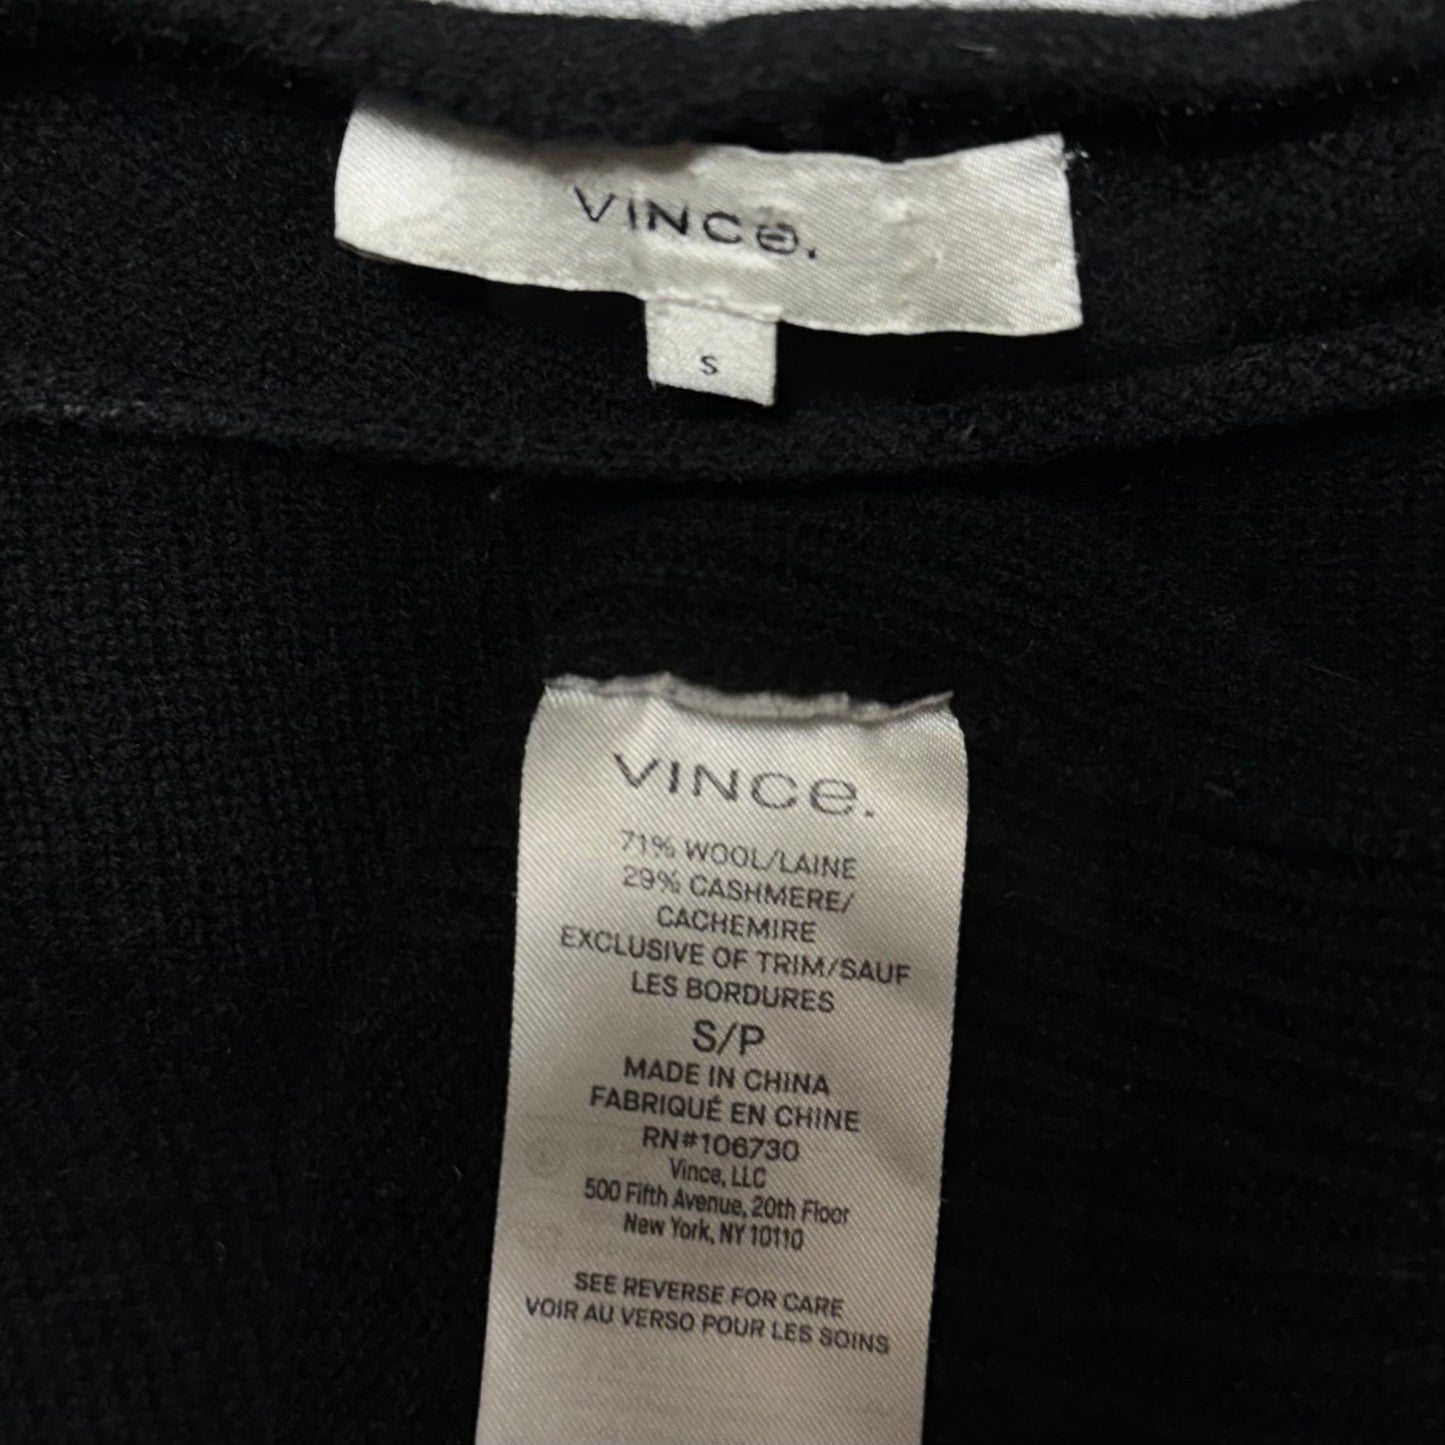 VINCe.
S
VINCe.
71% WOOL/LAINE
29% CASHMERE/
CACHEMIRE
EXCLUSIVE OF TRIM/SAUF
LES BORDURES
S/P
MADE IN CHINA
FABRIQUÉ EN CHINE
RN#106730
Vince, LLC
500 Fifth Avenue, 20th Floor
New York, NY 10110
SEE REVERSE FOR CARE
VOIR AU VERSO POUR LES SOINS